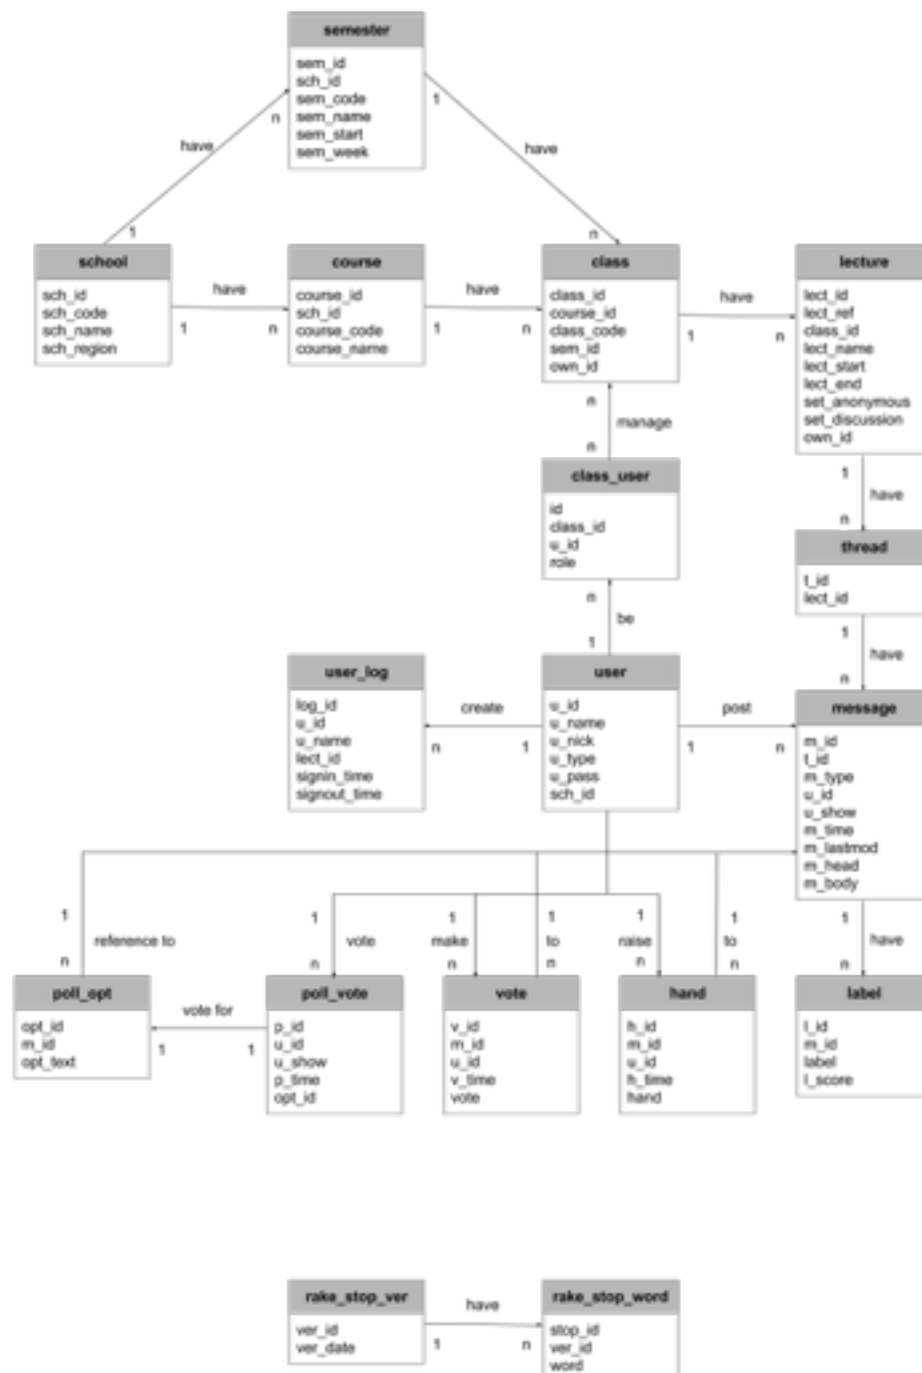 semester
sem_id
sch_id
sem_code
sem_name
sem_start
sem_week
1
n
have
have
1
n
school
sch_id
sch_code
sch_name
sch_region
have
1
n
course
course_id
sch_id
course_code
course_name
have
1
n
class
class_id
course_id
class_code
sem_id
own_id
have
1
n
lecture
lect_id
lect_ref
class_id
lect_name
lect_start
lect_end
set_anonymous
set_discussion
own_id
n
manage
n
class_user
id
class_id
u_id
role
1
have
n
thread
t_id
lect_id
n
be
1
1
have
n
user_log
log_id
u_id
u_name
lect_id
signin_time
signout_time
create
n
1
user
u_id
u_name
u_nick
u_type
u_pass
sch_id
post
1
n
message
m_id
t_id
m_type
u_id
u_show
m_time
m_lastmod
m_head
m_body
1
reference to
n
1
vote
n
1
make
n
1
to
n
1
raise
n
1
to
n
1
have
n
poll_opt
opt_id
m_id
opt_text
vote for
1
1
poll_vote
p_id
u_id
u_show
p_time
opt_id
vote
v_id
m_id
u_id
v_time
vote
hand
h_id
m_id
u_id
h_time
hand
label
l_id
m_id
label
l_score
rake_stop_ver
ver_id
ver_date
have
1
n
rake_stop_word
stop_id
ver_id
word